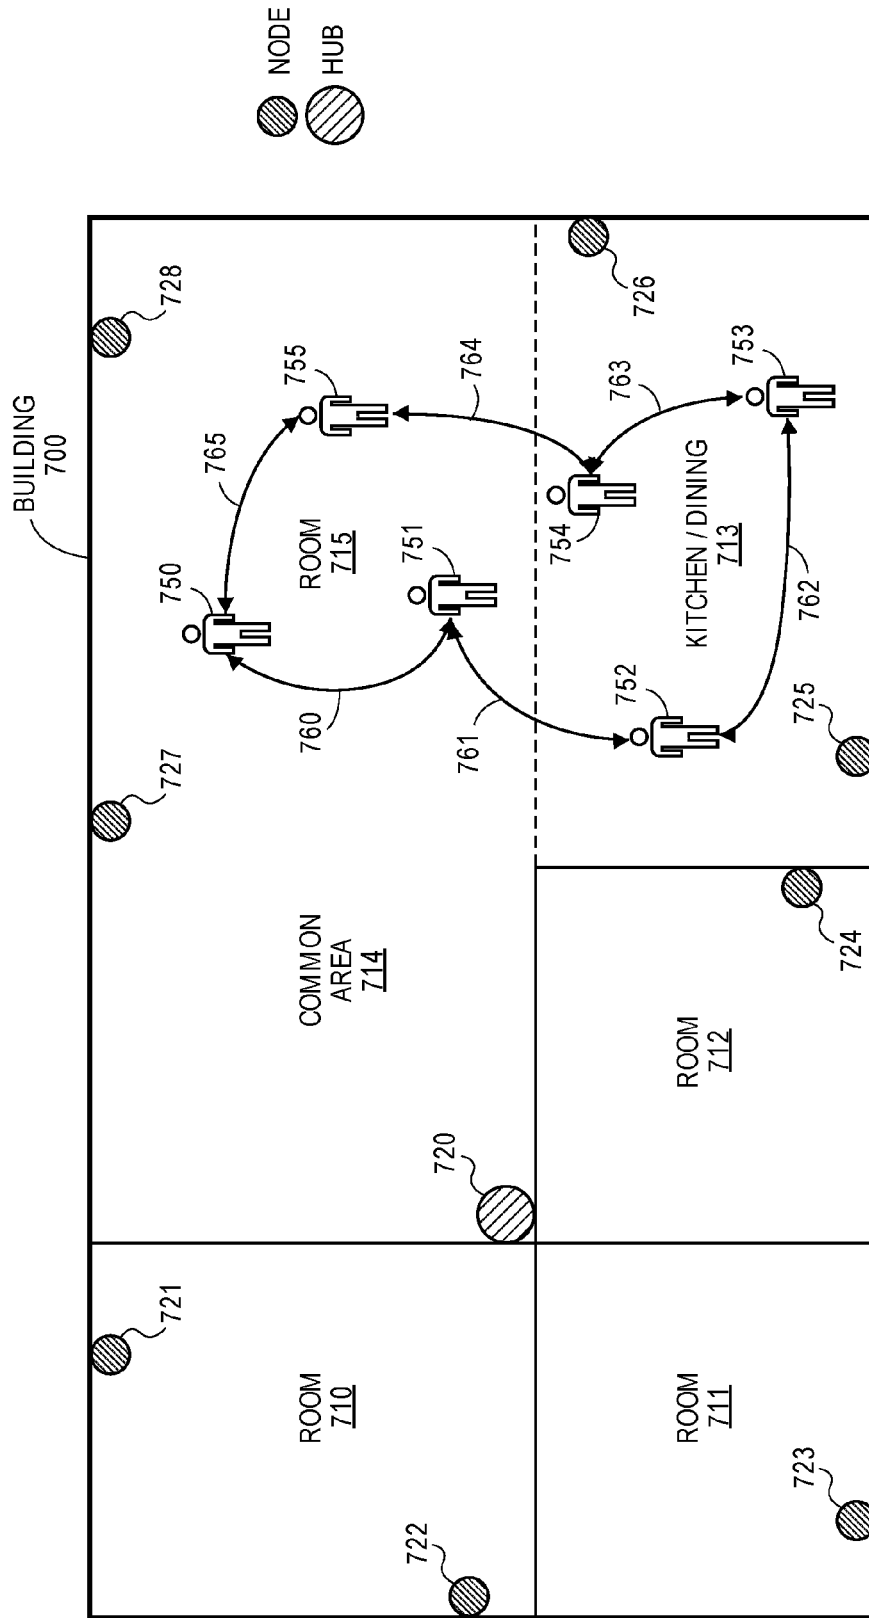 BUILDING
700
NODE
HUB
721
722
ROOM
710
723
ROOM
711
720
COMMON
AREA
714
ROOM
712
724
727
728
750
765
755
ROOM
715
751
760
761
764
754
763
753
726
KITCHEN / DINING
713
752
762
725